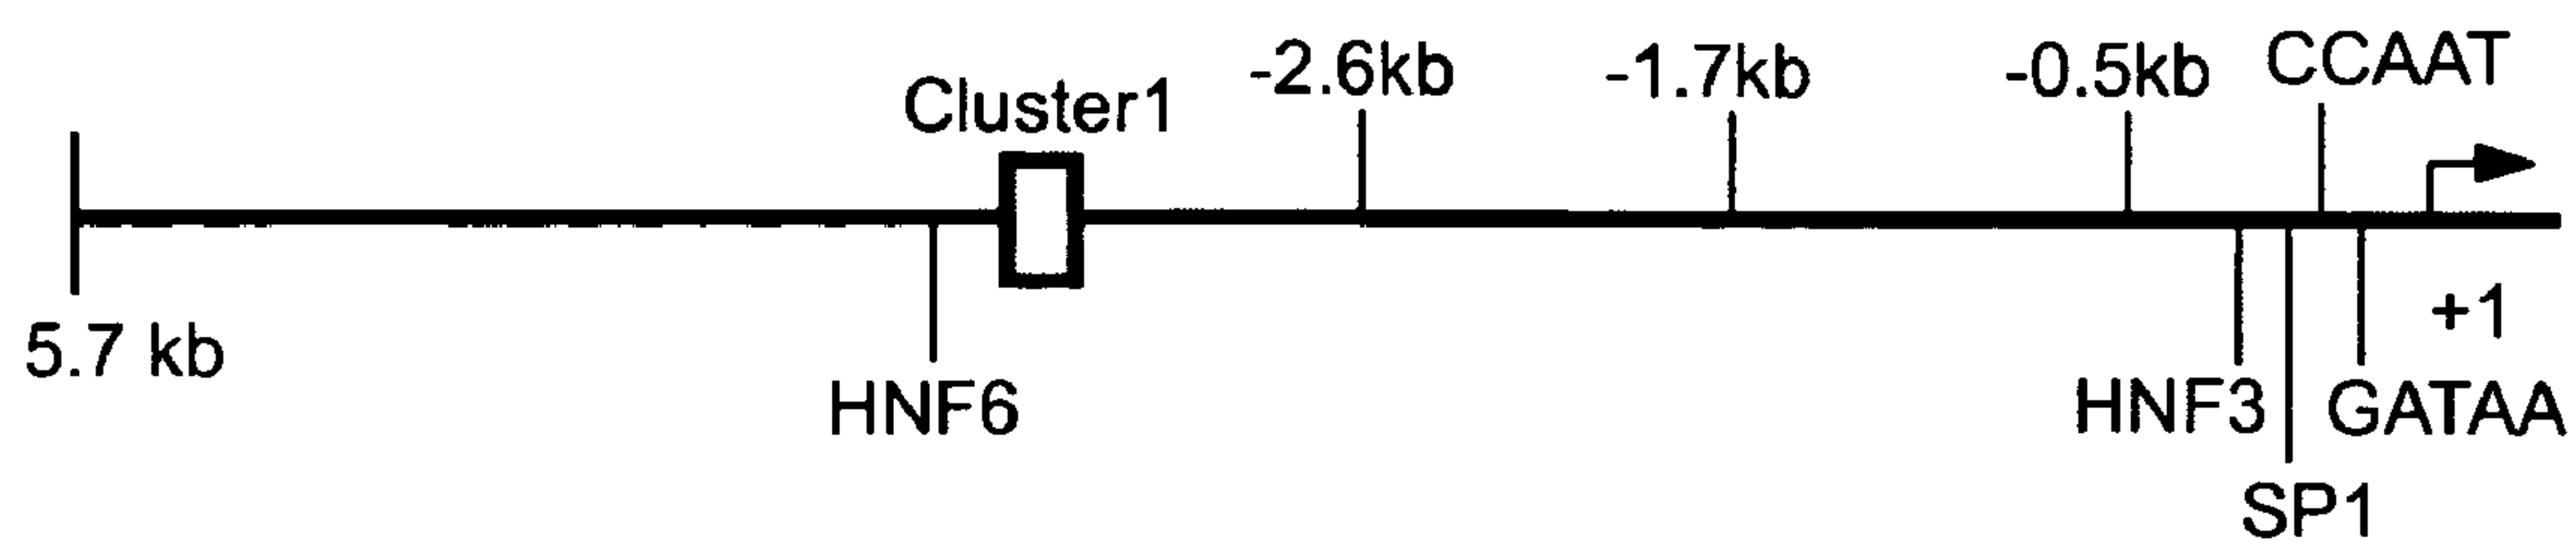 Cluster1
-2.6kb
-1.7kb
-0.5kb
CCAAT
5.7 kb
HNF6
HNF3
SP1
GATAA
+1